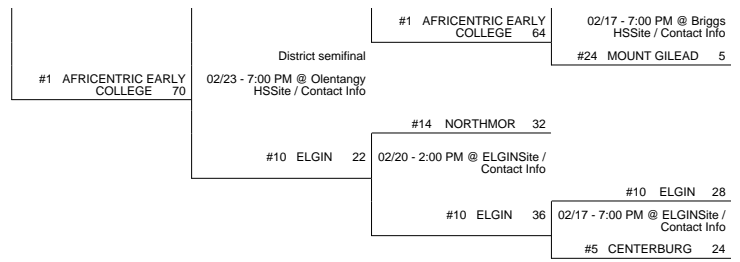 #1 AFRICENTRIC EARLY
COLLEGE 64
02/17 - 7:00 PM @ Briggs
HSSite / Contact Info
District semifinal
#24 MOUNT GILEAD 5
#1 AFRICENTRIC EARLY
COLLEGE 70
02/23 - 7:00 PM @ Olentangy
HSSite / Contact Info
#14 NORTHMOR 32
#10 ELGIN 22
02/20 - 2:00 PM @ ELGINSite /
Contact Info
#10 ELGIN 28
#10 ELGIN 36
02/17 - 7:00 PM @ ELGINSite /
Contact Info
#5 CENTERBURG 24